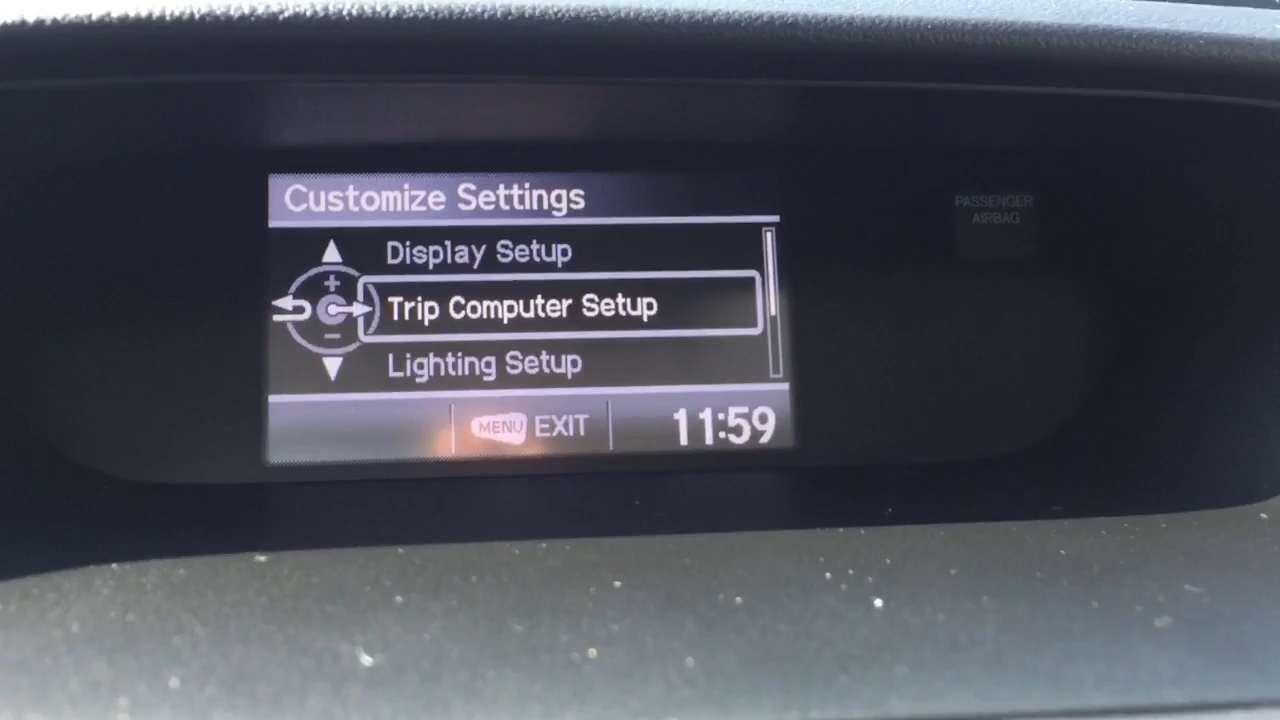 Customize Settings
Display Setup
+
Trip Computer Setup
−
Lighting Setup
MENU EXIT
11:59
PASSENGER
AIRBAG